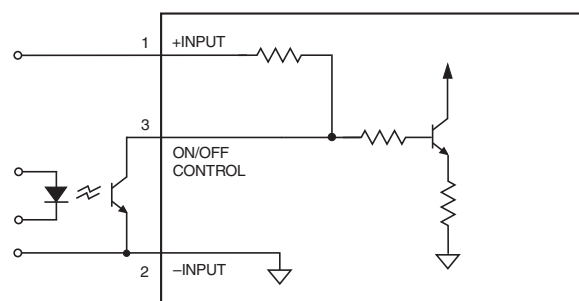 1 +INPUT
3
ON/OFF
CONTROL
2 –INPUT